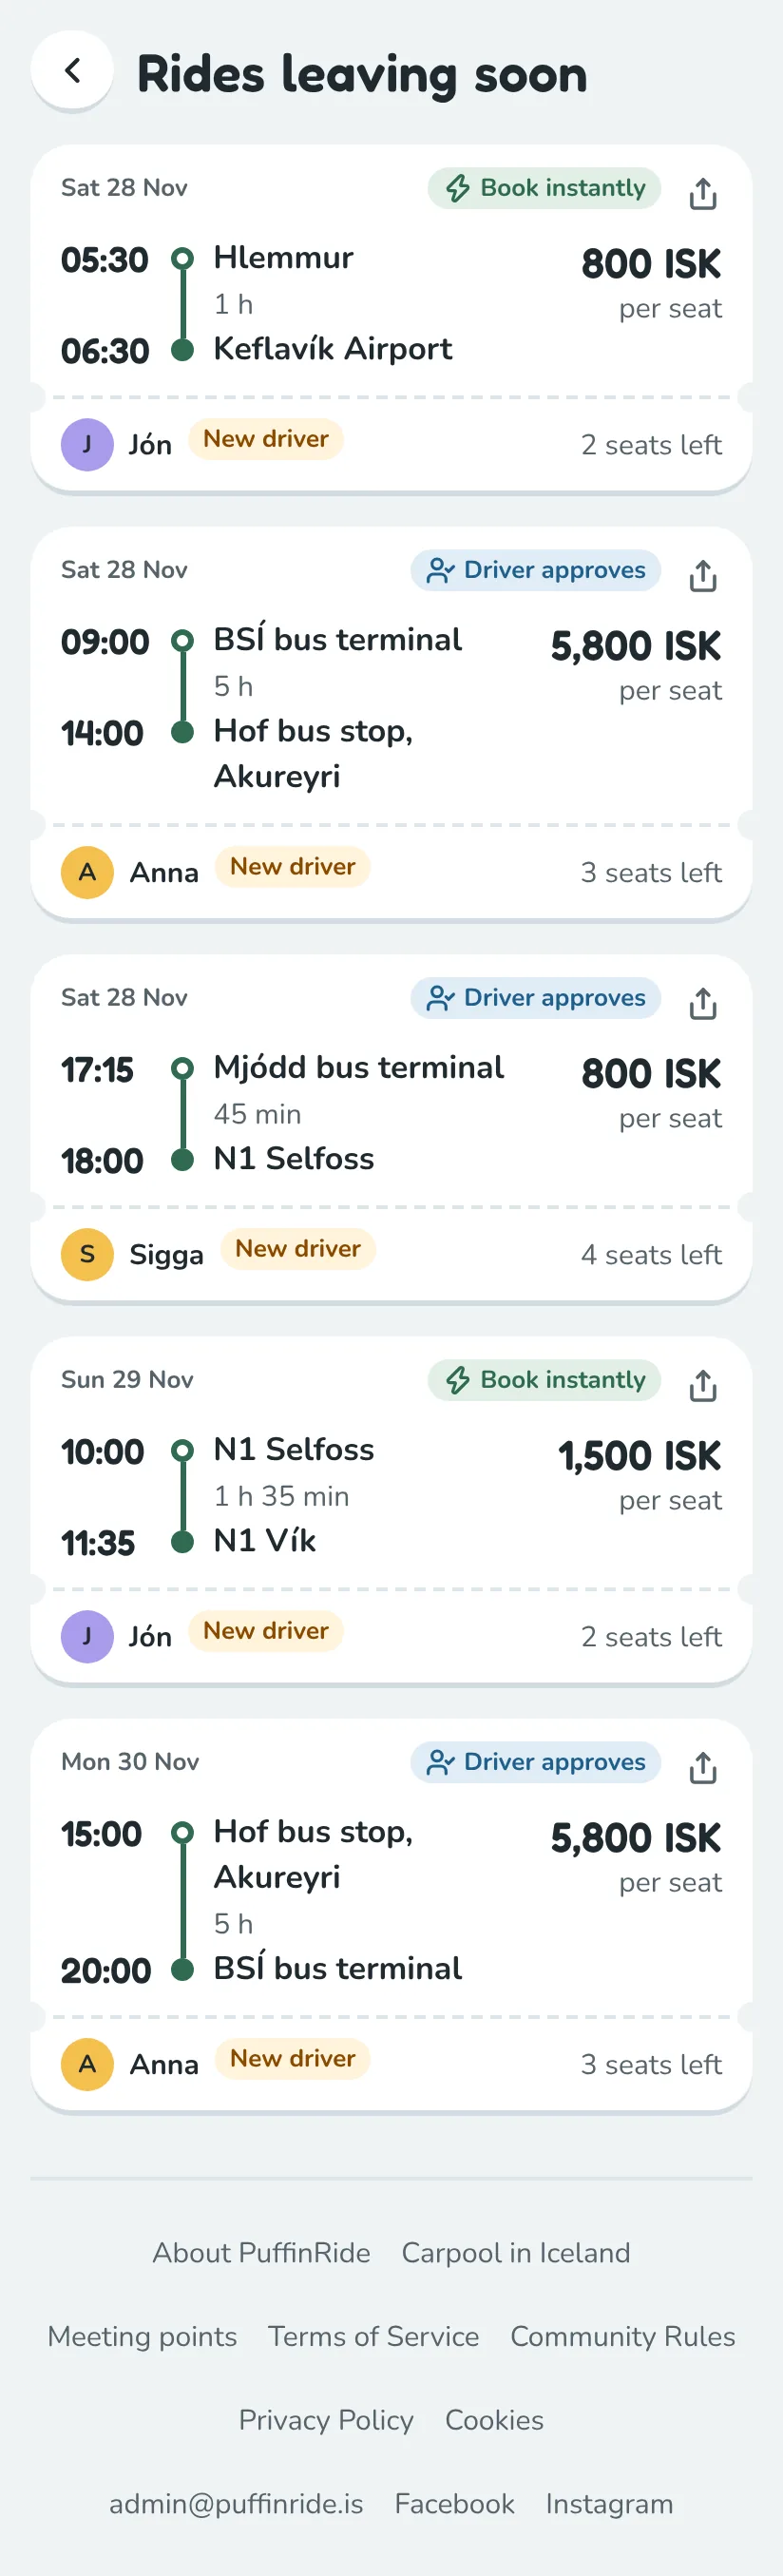 Rides leaving soon
Sat 28 Nov Book instantly
05:30 Hlemmur 800 ISK
1 h per seat
06:30 Keflavík Airport
J Jón New driver 2 seats left
Sat 28 Nov Driver approves
09:00 BSÍ bus terminal 5,800 ISK
5 h per seat
14:00 Hof bus stop,
Akureyri
A Anna New driver 3 seats left
Sat 28 Nov Driver approves
17:15 Mjódd bus terminal 800 ISK
45 min per seat
18:00 N1 Selfoss
S Sigga New driver 4 seats left
Sun 29 Nov Book instantly
10:00 N1 Selfoss 1,500 ISK
1 h 35 min per seat
11:35 N1 Vík
J Jón New driver 2 seats left
Mon 30 Nov Driver approves
15:00 Hof bus stop, 5,800 ISK
Akureyri per seat
5 h
20:00 BSÍ bus terminal
A Anna New driver 3 seats left
About PuffinRide Carpool in Iceland
Meeting points Terms of Service Community Rules
Privacy Policy Cookies
admin@puffinride.is Facebook Instagram